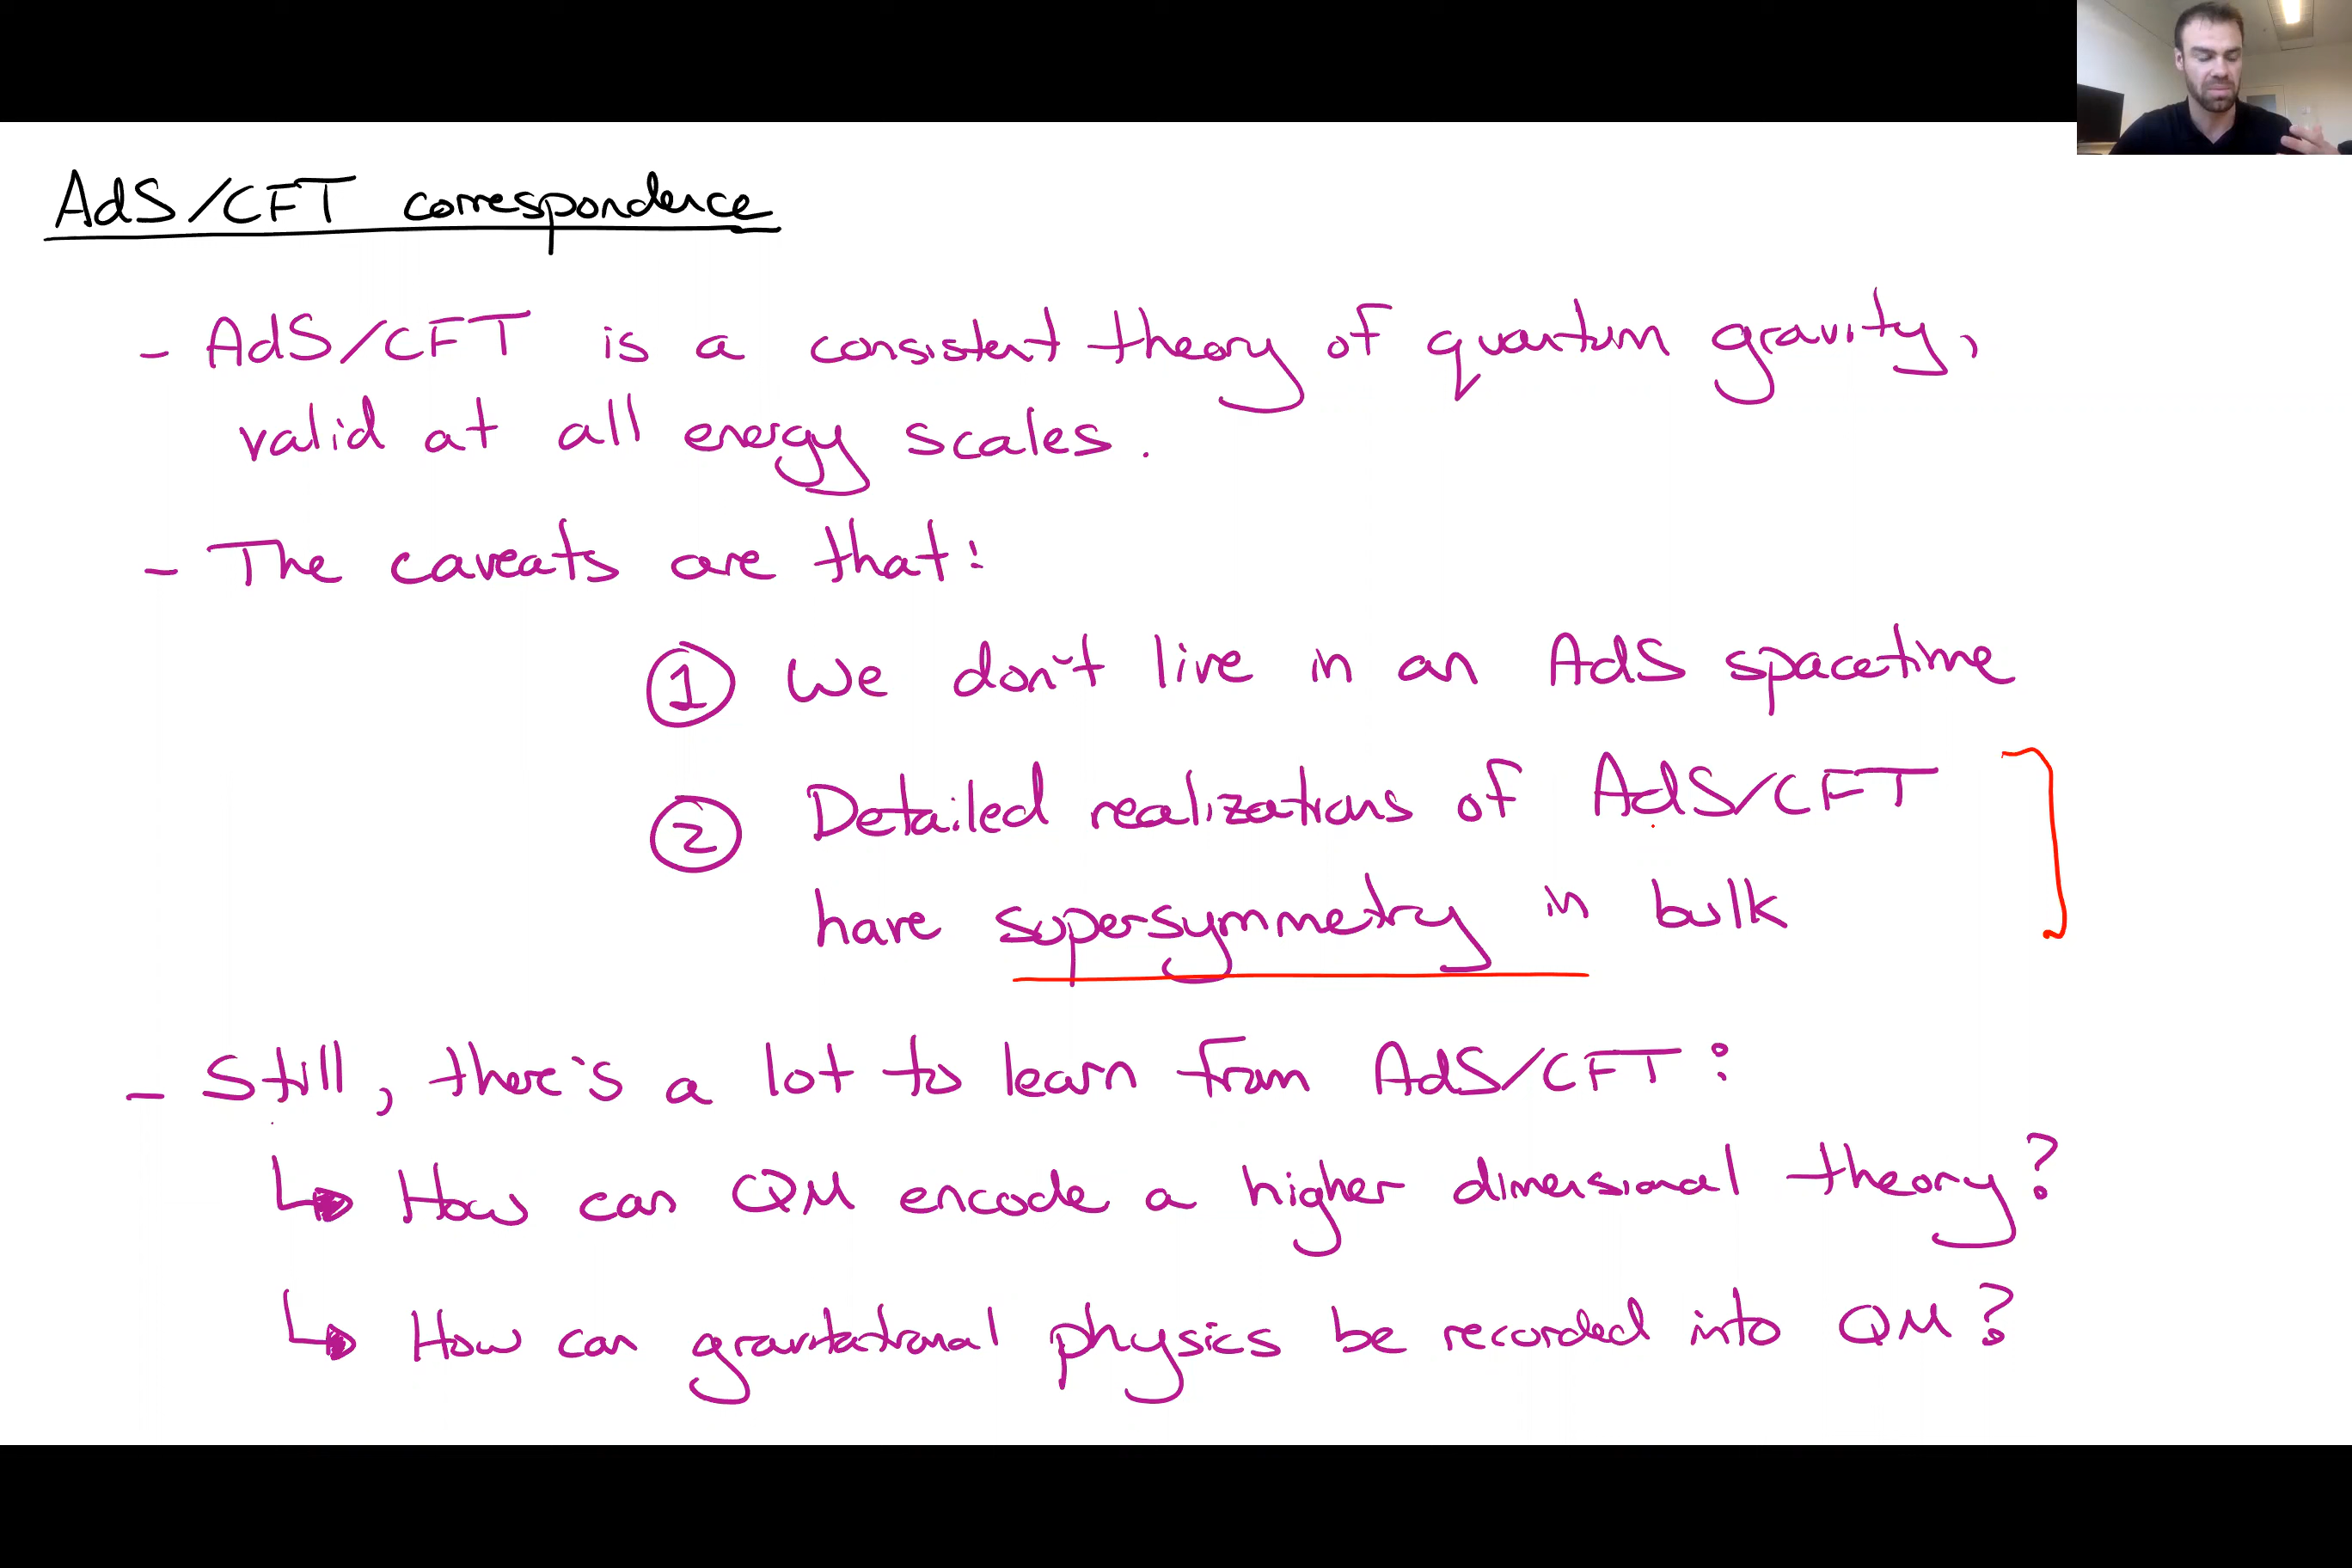 AdS/CFT correspondence
- AdS/CFT is a consistent theory of quantum gravity,
valid at all energy scales.
- The caveats are that:
① We don't live in an AdS spacetime
② Detailed realizations of AdS/CFT
have supersymmetry in bulk
- Still, there's a lot to learn from AdS/CFT:
↳ How can QM encode a higher dimensional theory?
↳ How can gravitational physics be recorded into QM?